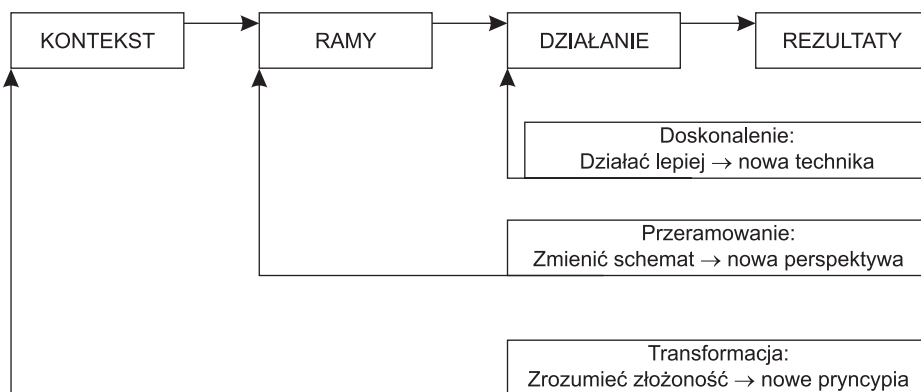 KONTEKST
RAMY
DZIAŁANIE
REZULTATY
Doskonalenie:
Działać lepiej → nowa technika
Przeramowanie:
Zmienić schemat → nowa perspektywa
Transformacja:
Zrozumieć złożoność → nowe pryncypia